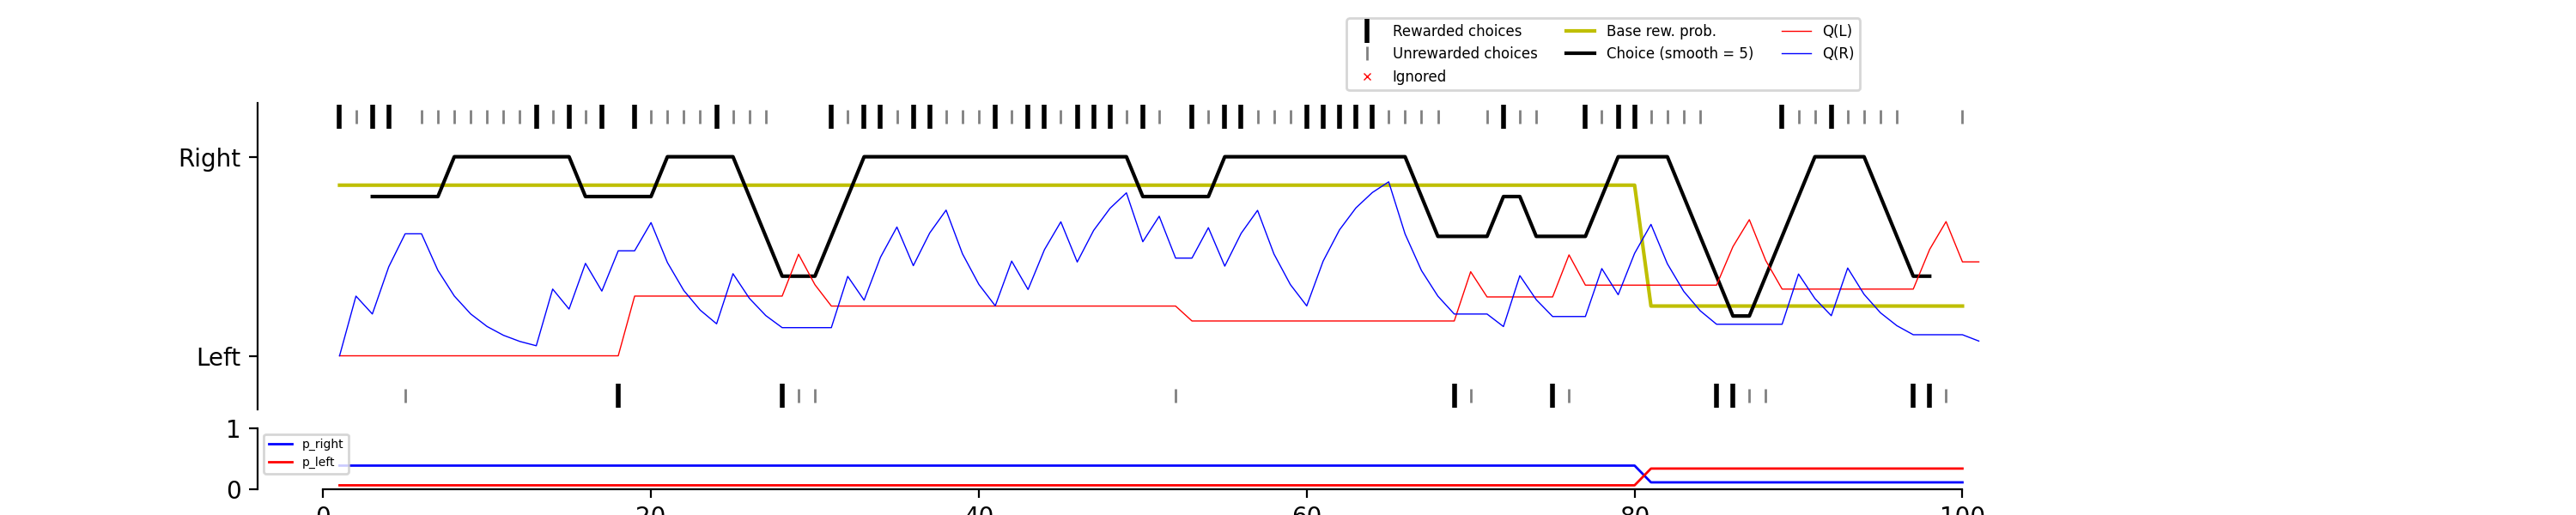 Rewarded choices
Unrewarded choices
Ignored
Base rew. prob.
Choice (smooth = 5)
Q(L)
Q(R)
Right
Left
1
0
p_right
p_left
0 20 40 60 80 100